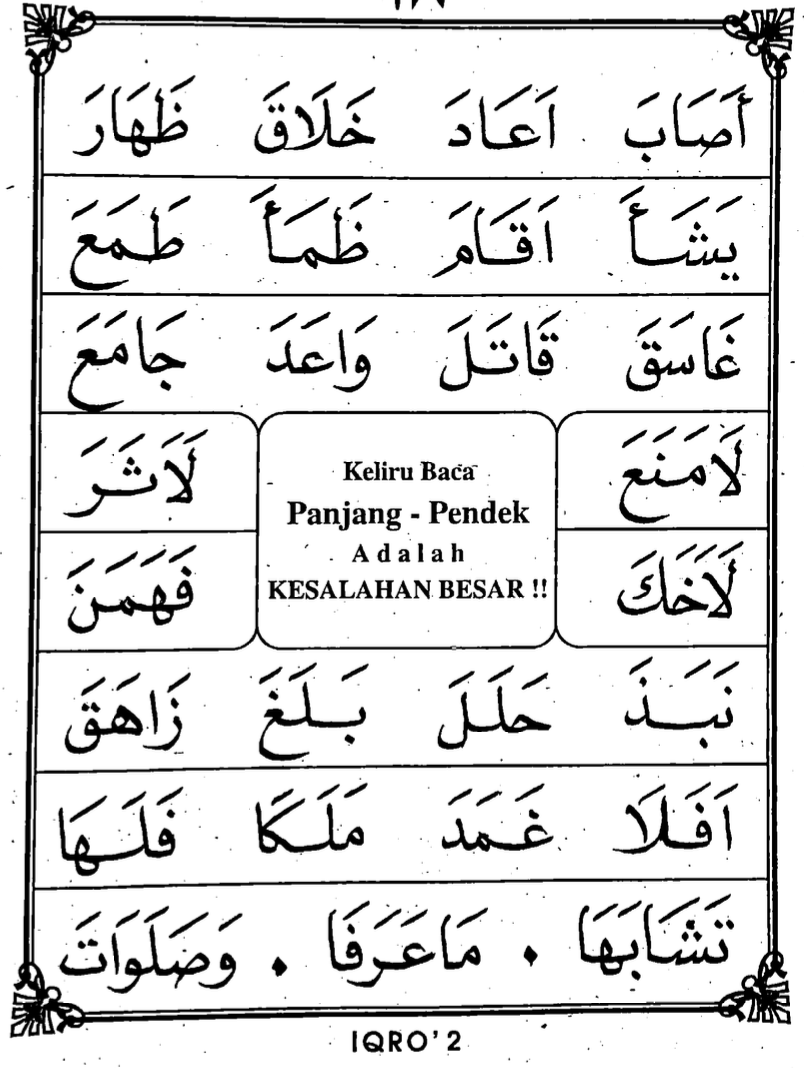 أَصَابَ اَعَادَ خَلَاقَ ظَهَارَ
يَشَأَ اَقَامَ ظَمَأَ طَمَعَ
غَاسَقَ قَاتَلَ وَاعَدَ جَامَعَ
لَامَنَعَ لَاَثَرَ
Keliru Baca
Panjang - Pendek
Adalah
KESALAHAN BESAR !!
لَاَخَكَ فَهَمَنَ
نَبَذَ حَلَلَ بَلَغَ زَاهَقَ
اَفَلَا غَمَدَ مَلَكَا فَلَهَا
تَشَابَهَا . مَاعَرَفَا . وَصَلَوَاتَ
IQRO' 2